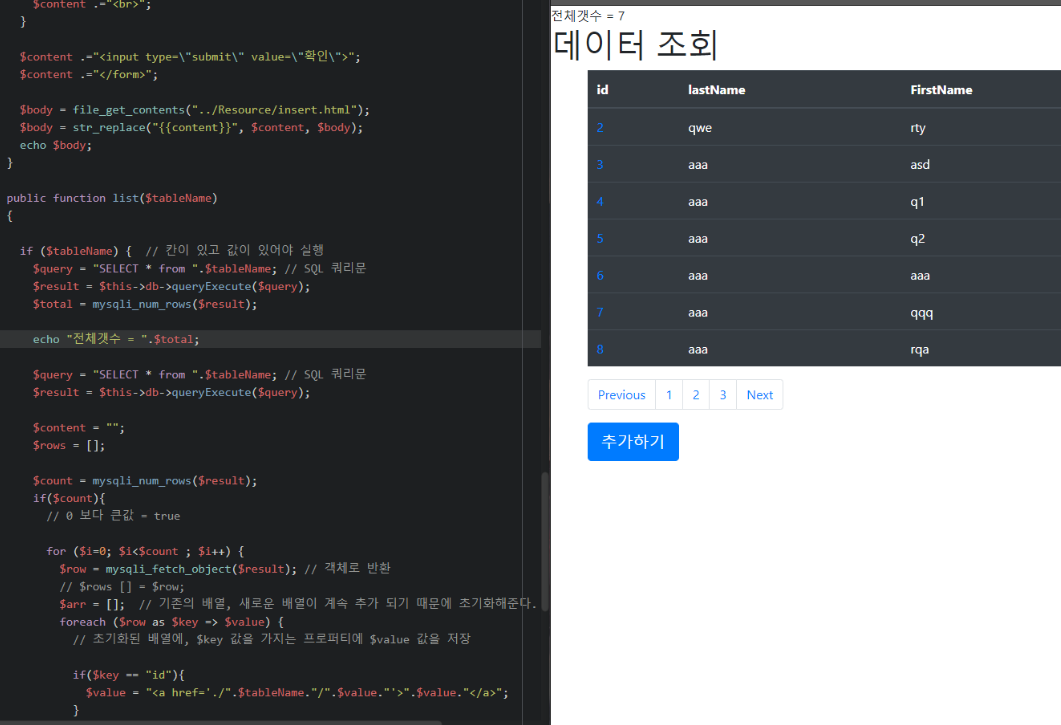 $content .="<br>";
}
$content .="<input type=\"submit\" value=\"확인\">";
$content .="</form>";
$body = file_get_contents("../Resource/insert.html");
$body = str_replace("{{content}}", $content, $body);
echo $body;
}
public function list($tableName)
{
if ($tableName) {  // 칸이 있고 값이 있어야 실행
$query = "SELECT * from ".$tableName; // SQL 쿼리문
$result = $this->db->queryExecute($query);
$total = mysqli_num_rows($result);
echo "전체갯수 = ".$total;
$query = "SELECT * from ".$tableName; // SQL 쿼리문
$result = $this->db->queryExecute($query);
$content = "";
$rows = [];
$count = mysqli_num_rows($result);
if($count){
// 0 보다 큰값 = true
for ($i=0; $i<$count ; $i++) {
$row = mysqli_fetch_object($result); // 객체로 반환
// $rows [] = $row;
$arr = [];  // 기존의 배열, 새로운 배열이 계속 추가 되기 때문에 초기화해준다.
foreach ($row as $key => $value) {
// 초기화된 배열에, $key 값을 가지는 프로퍼티에 $value 값을 저장
if($key == "id"){
$value = "<a href='./".$tableName."/".$value."'>".$value."</a>";
}
전체갯수 = 7
데이터 조회
id lastName FirstName
2 qwe rty
3 aaa asd
4 aaa q1
5 aaa q2
6 aaa aaa
7 aaa qqq
8 aaa rqa
Previous 1 2 3 Next
추가하기